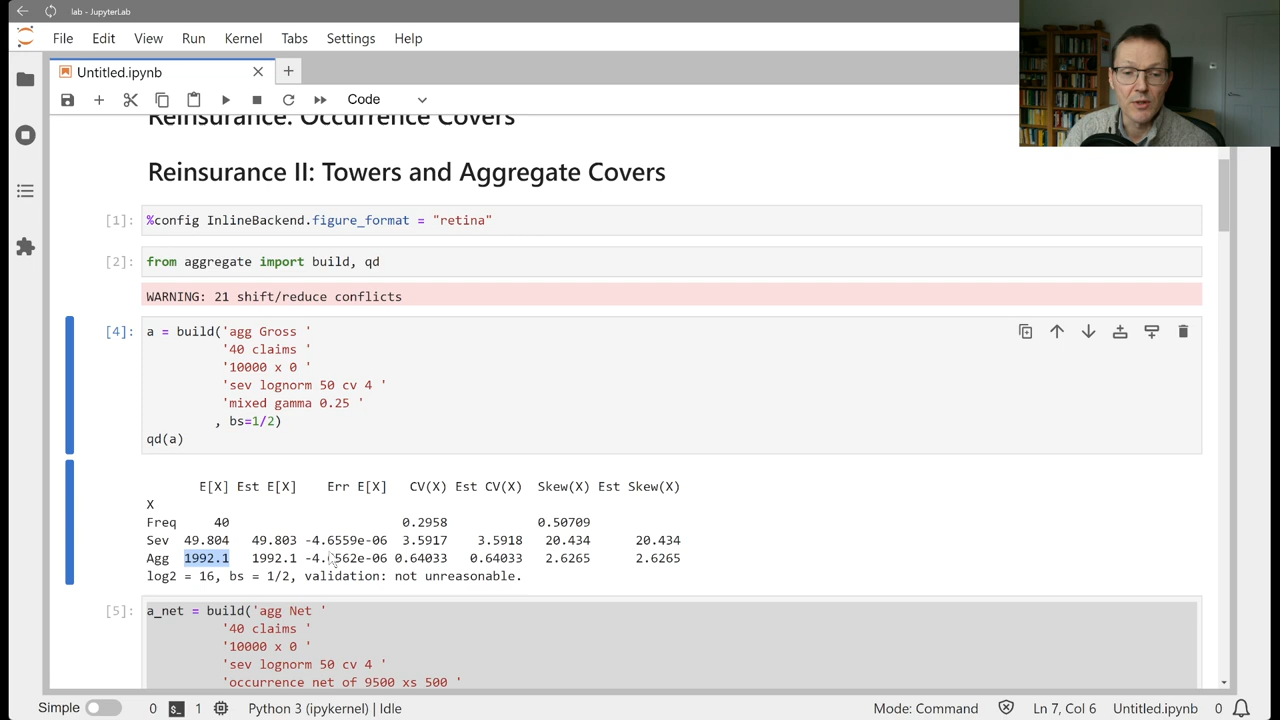 lab - JupyterLab
File Edit View Run Kernel Tabs Settings Help
Untitled.ipynb
Code
Reinsurance: Occurrence Covers
Reinsurance II: Towers and Aggregate Covers
[1]: %config InlineBackend.figure_format = "retina"
[2]: from aggregate import build, qd
WARNING: 21 shift/reduce conflicts
[4]: a = build('agg Gross '
'40 claims '
'10000 x 0 '
'sev lognorm 50 cv 4 '
'mixed gamma 0.25 '
, bs=1/2)
qd(a)
E[X] Est E[X] Err E[X] CV(X) Est CV(X) Skew(X) Est Skew(X)
X
Freq 40 0.2958 0.50709
Sev 49.804 49.803 -4.6559e-06 3.5917 3.5918 20.434 20.434
Agg 1992.1 1992.1 0.64033 0.64033 2.6265 2.6265
log2 = 16, bs = 1/2, validation: not unreasonable.
[5]: a_net = build('agg Net '
'40 claims '
'10000 x 0 '
'sev lognorm 50 cv 4 '
'occurrence net of 9500 xs 500 '
Simple 0 1 Python 3 (ipykernel) | Idle Mode: Command Ln 7, Col 6 Untitled.ipynb 0